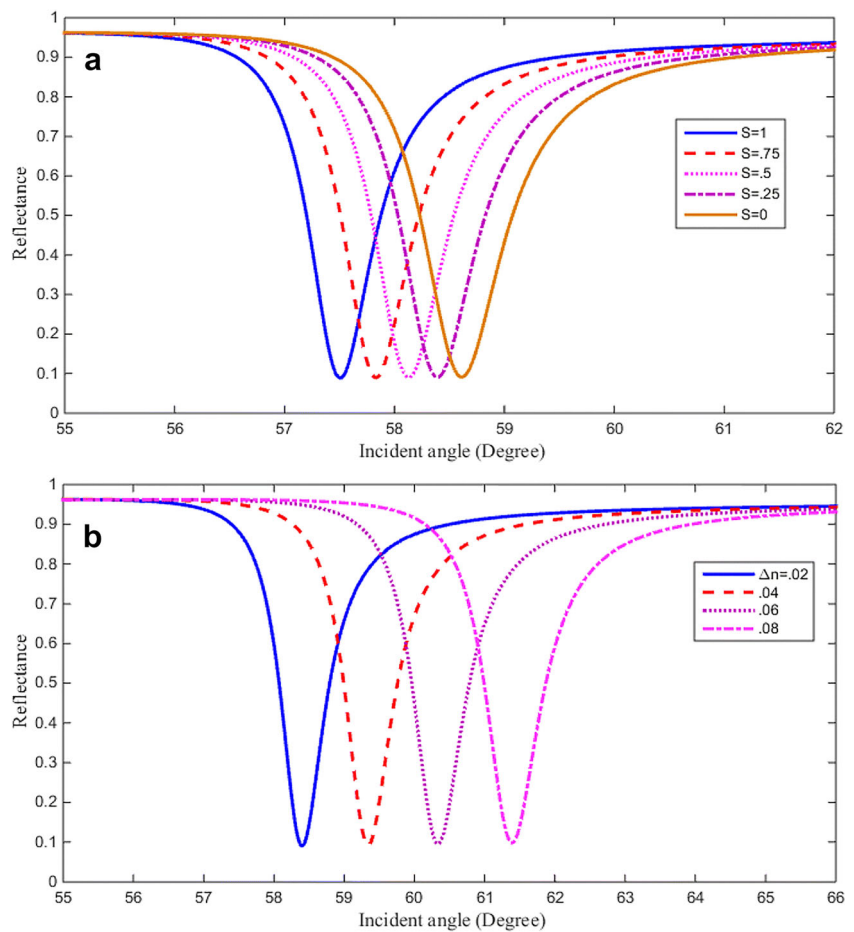 a
1
0.9
0.8
0.7
0.6
0.5
0.4
0.3
0.2
0.1
0
Reflectance
S=1
S=.75
S=.5
S=.25
S=0
55 56 57 58 59 60 61 62
Incident angle (Degree)
b
1
0.9
0.8
0.7
0.6
0.5
0.4
0.3
0.2
0.1
0
Reflectance
Δn=.02
.04
.06
.08
55 56 57 58 59 60 61 62 63 64 65 66
Incident angle (Degree)